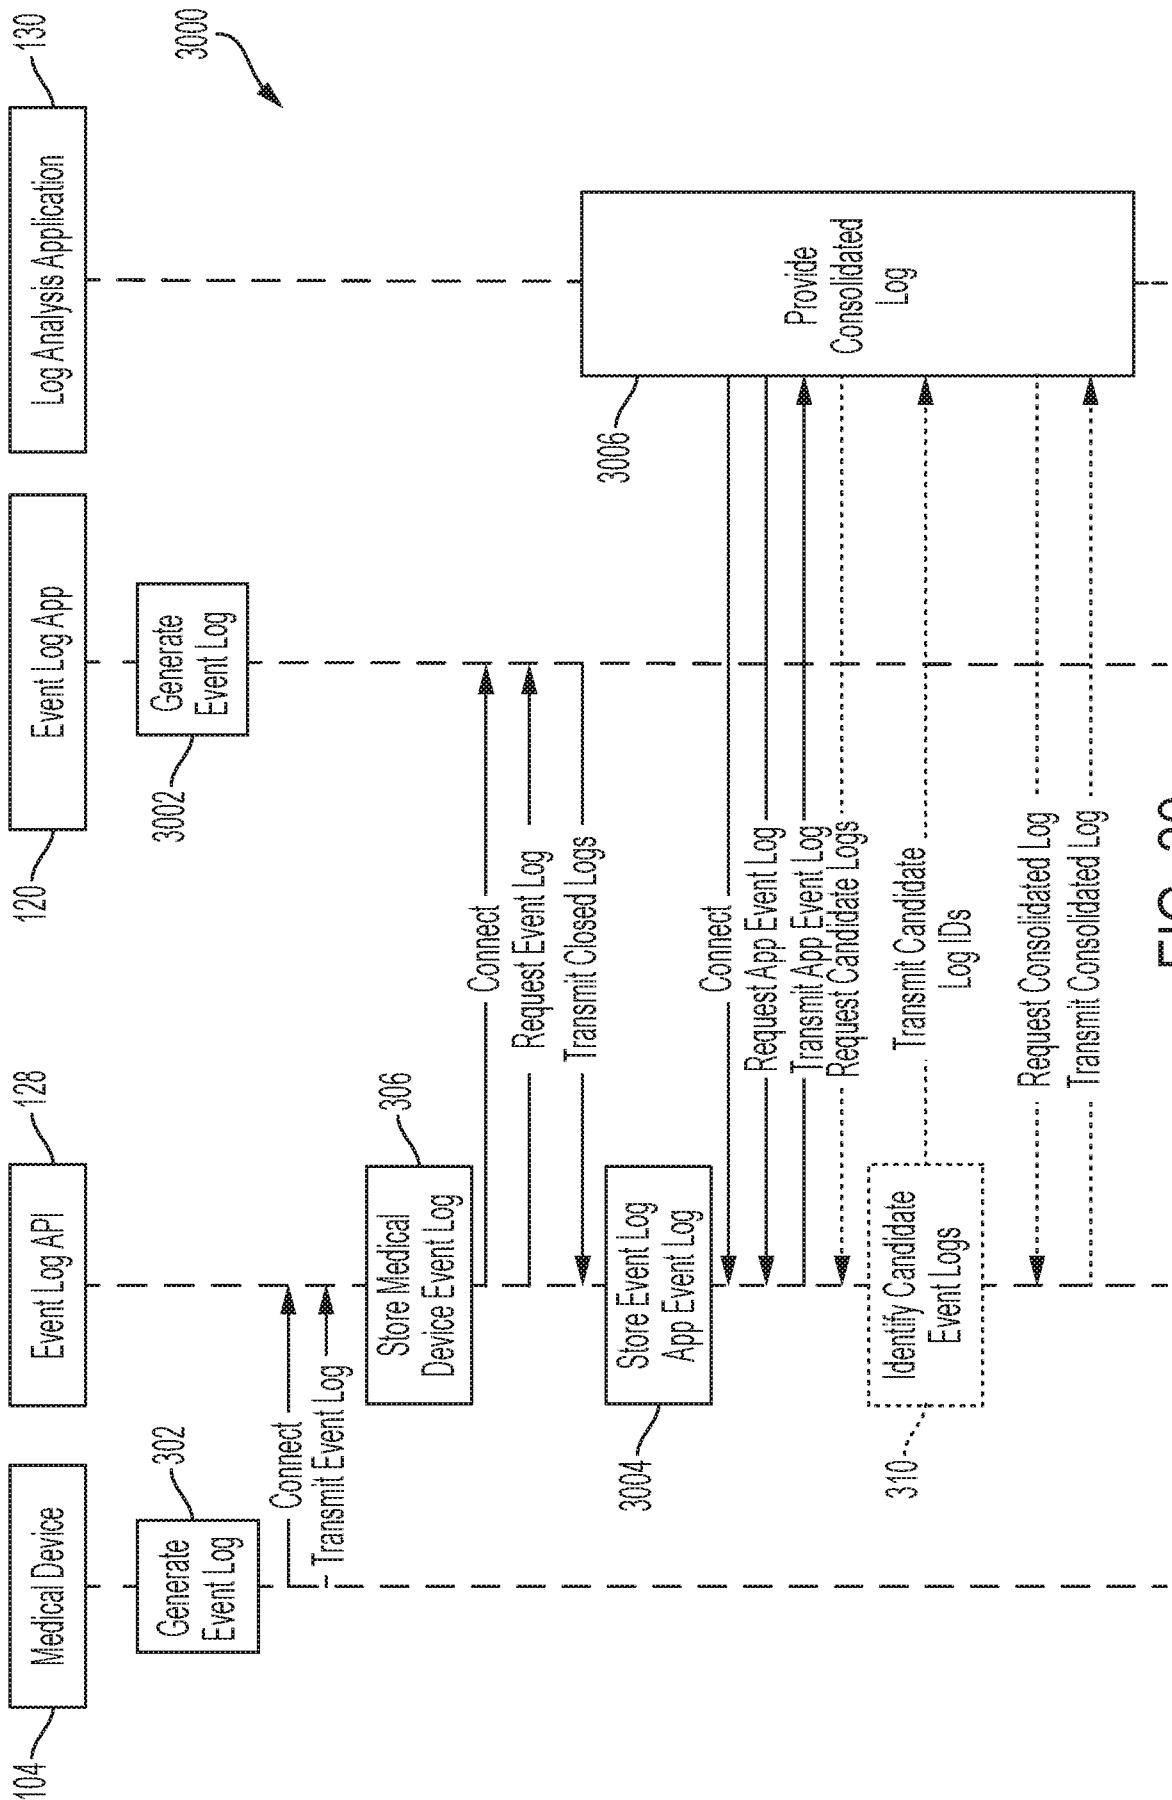 104
Medical Device
Event Log API
128
120
Event Log App
Log Analysis Application
130
3000
302
Generate
Event Log
3002
Generate
Event Log
Connect
Transmit Event Log
306
Store Medical
Device Event Log
Connect
Request Event Log
Transmit Closed Logs
3004
Store Event Log
App Event Log
3006
Provide
Consolidated
Log
Connect
Request App Event Log
Transmit App Event Log
Request Candidate Logs
310
Identify Candidate
Event Logs
Transmit Candidate
Log IDs
Request Consolidated Log
Transmit Consolidated Log